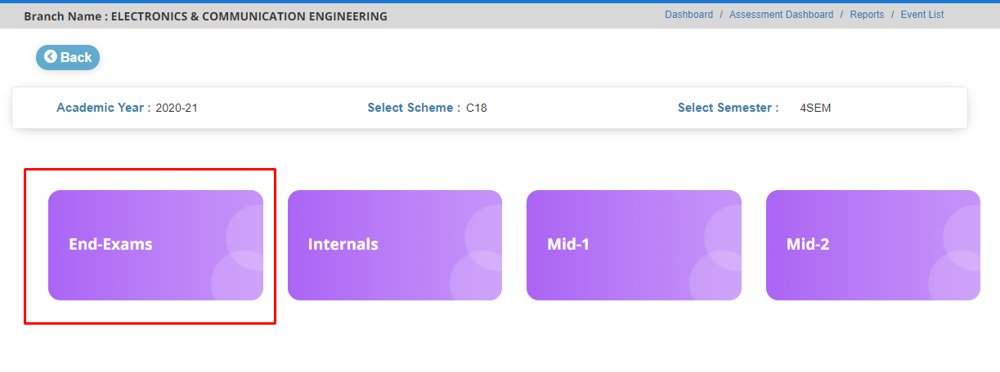 Branch Name : ELECTRONICS & COMMUNICATION ENGINEERING
Dashboard / Assessment Dashboard / Reports / Event List
Back
Academic Year : 2020-21 Select Scheme : C18 Select Semester : 4SEM
End-Exams Internals Mid-1 Mid-2